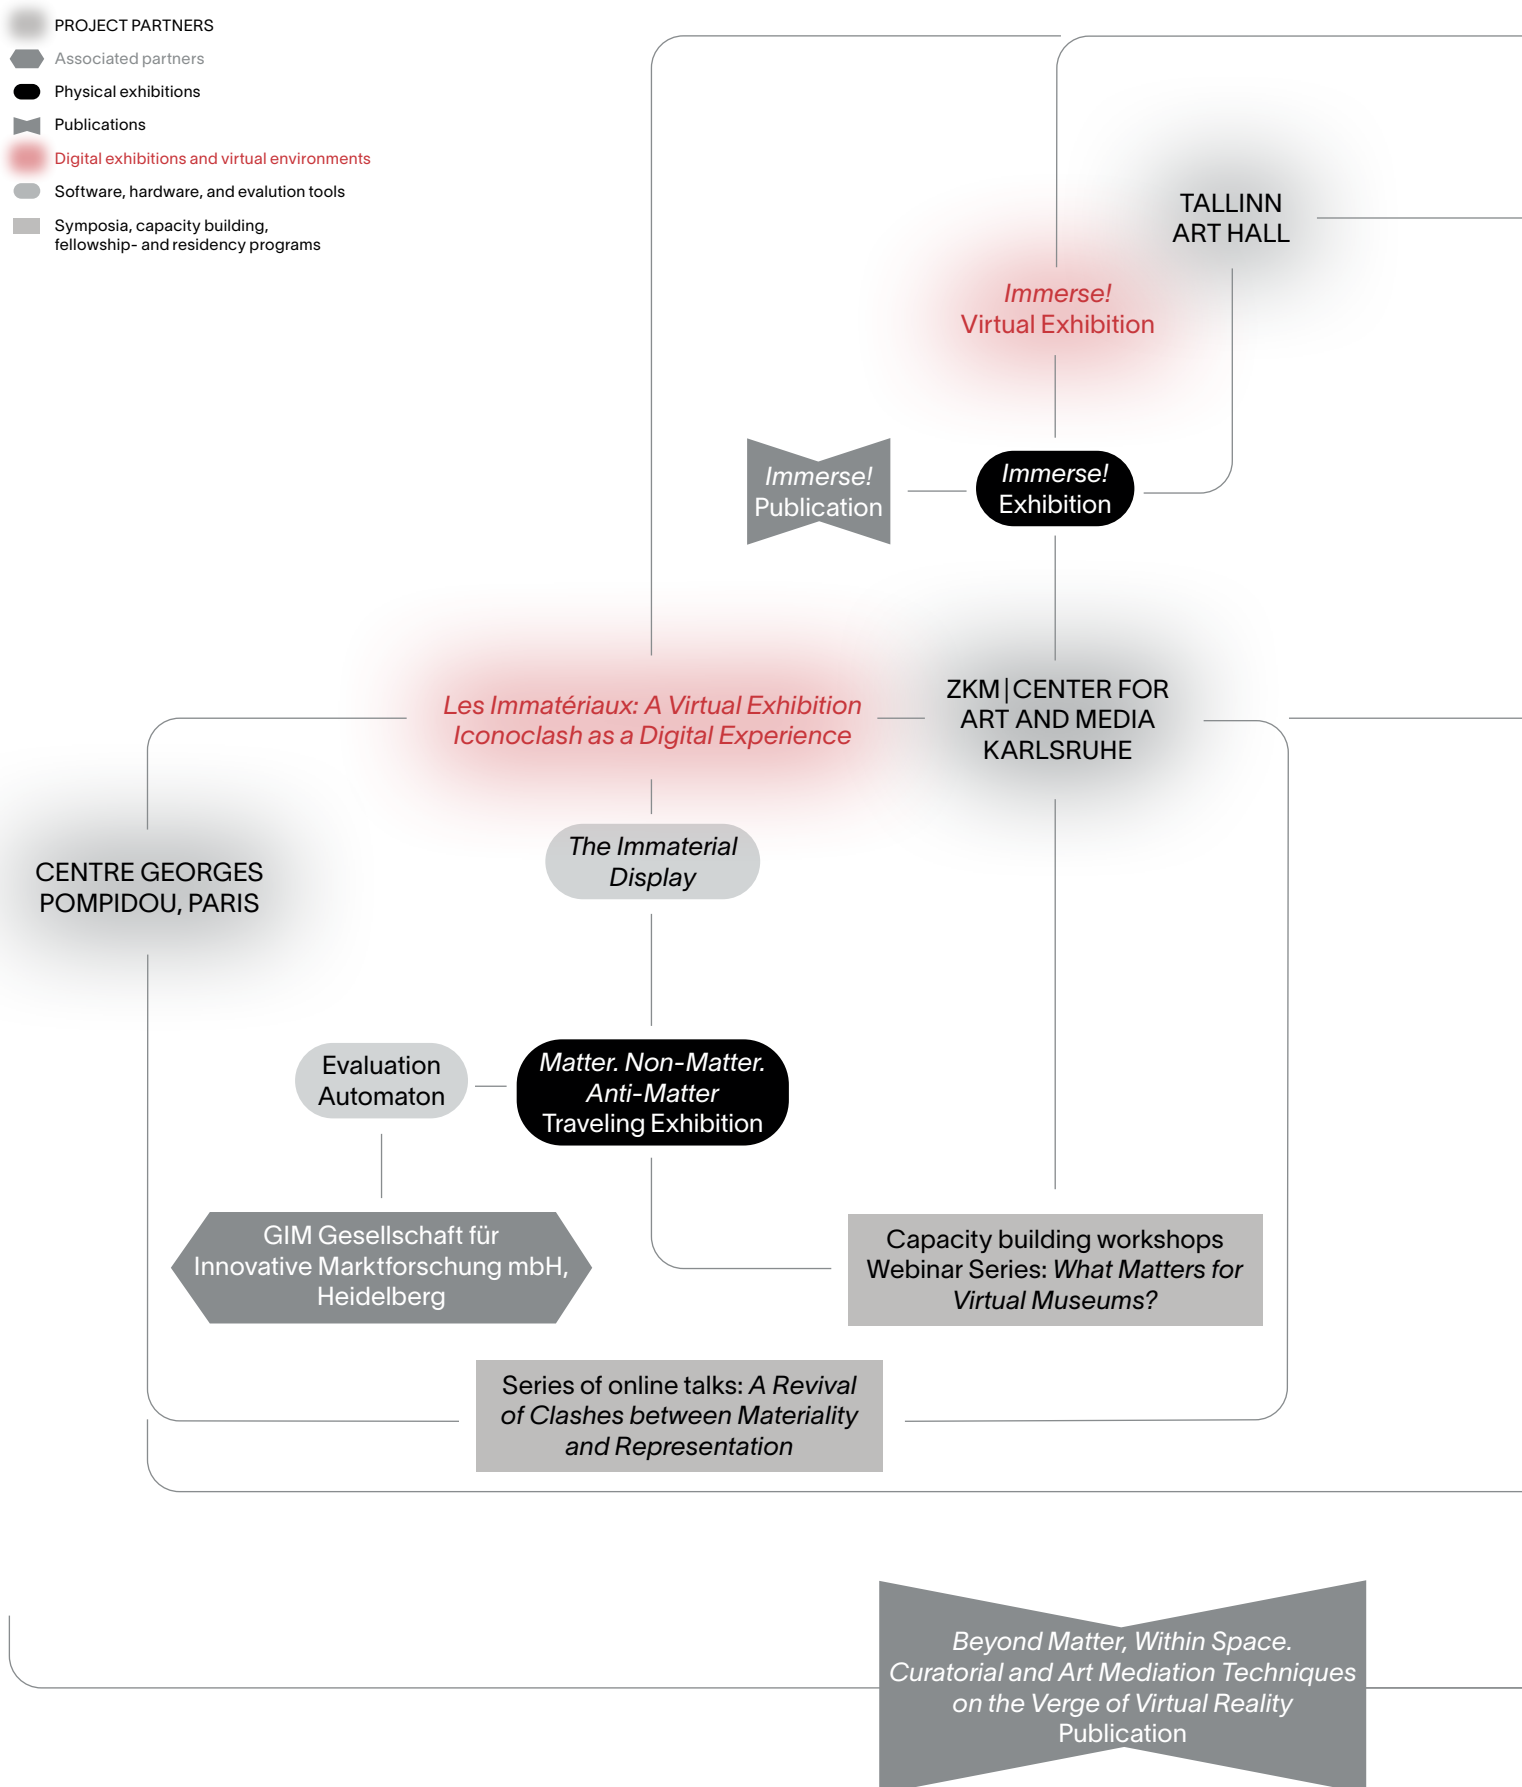 PROJECT PARTNERS
Associated partners
Physical exhibitions
Publications
Digital exhibitions and virtual environments
Software, hardware, and evalution tools
Symposia, capacity building,
fellowship- and residency programs
TALLINN
ART HALL
Immerse!
Virtual Exhibition
Immerse!
Publication
Immerse!
Exhibition
Les Immatériaux: A Virtual Exhibition
Iconoclash as a Digital Experience
ZKM|CENTER FOR
ART AND MEDIA
KARLSRUHE
CENTRE GEORGES
POMPIDOU, PARIS
The Immaterial
Display
Evaluation
Automaton
Matter. Non-Matter.
Anti-Matter
Traveling Exhibition
GIM Gesellschaft für
Innovative Marktforschung mbH,
Heidelberg
Capacity building workshops
Webinar Series: What Matters for
Virtual Museums?
Series of online talks: A Revival
of Clashes between Materiality
and Representation
Beyond Matter, Within Space.
Curatorial and Art Mediation Techniques
on the Verge of Virtual Reality
Publication